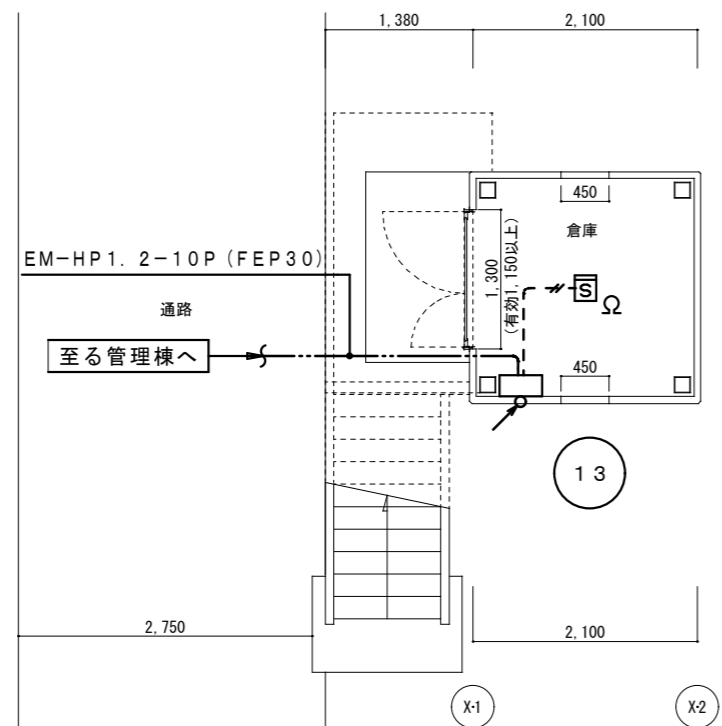 1,380
2,100
450
倉庫
1,300
(有効1,150以上)
EM-HP1.2-10P(FEP30)
S
Ω
通路
至る管理棟へ
450
13
2,750
2,100
X-1
X-2